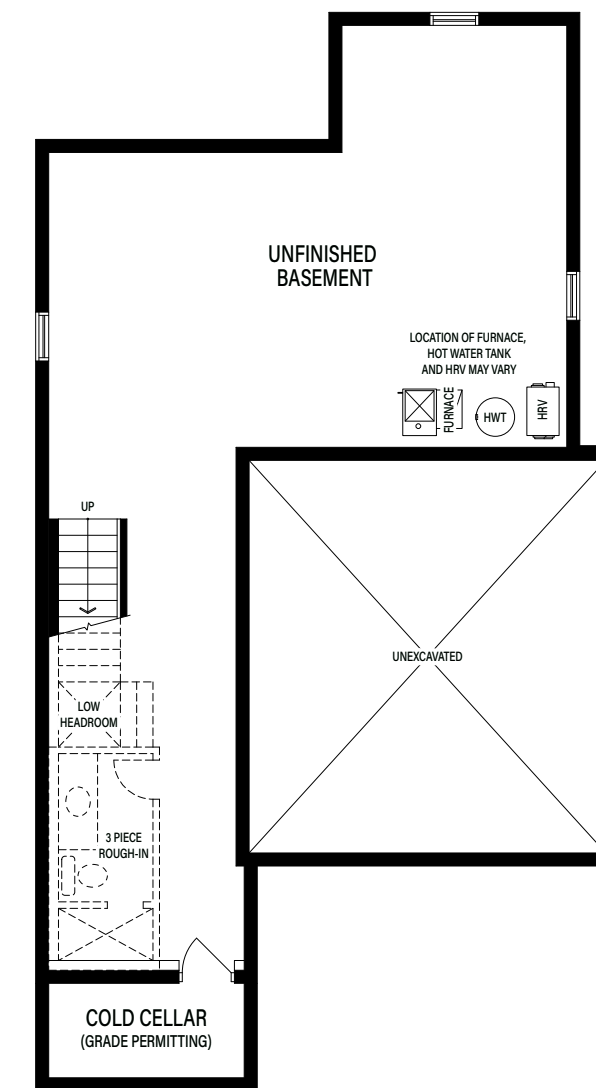 UNFINISHED
BASEMENT
LOCATION OF FURNACE,
HOT WATER TANK
AND HRV MAY VARY
FURNACE
HWT
HRV
UP
UNEXCAVATED
LOW
HEADROOM
3 PIECE
ROUGH-IN
COLD CELLAR
(GRADE PERMITTING)